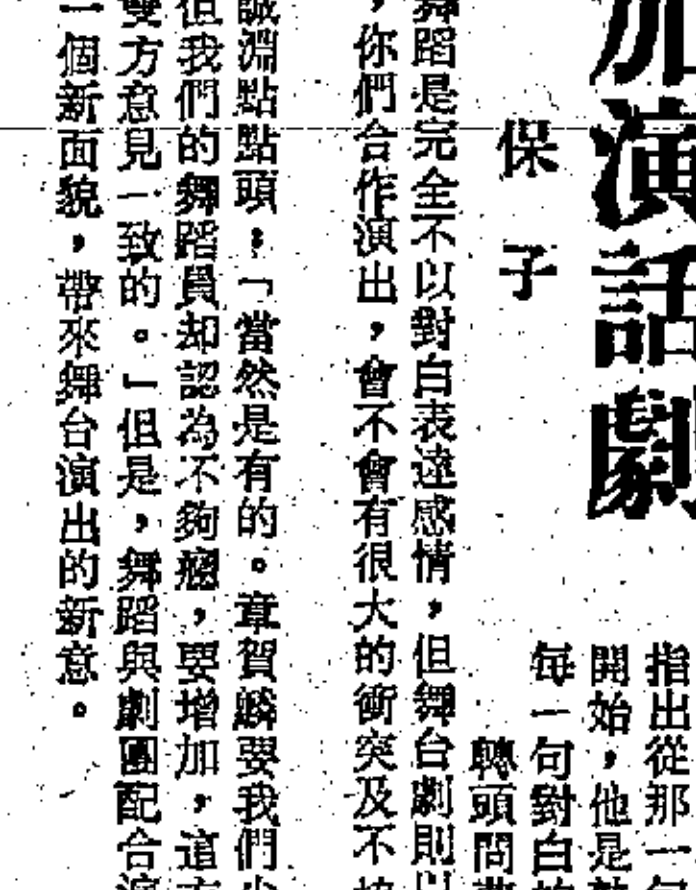 加演話劇
保子
指出從那一
開始,他是
每一句對白
轉頭問
舞蹈是完全不以對白表達感情,但舞台劇則以
,你們合作演出,會不會有很大的衝突及不
誠淵點點頭:「當然是有的。章賀麟要我們
但我們的舞蹈員却認為不夠癮,要增加,這
雙方意見一致的。」但是,舞蹈與劇團配合演
一個新面貌,帶來舞台演出的新意。